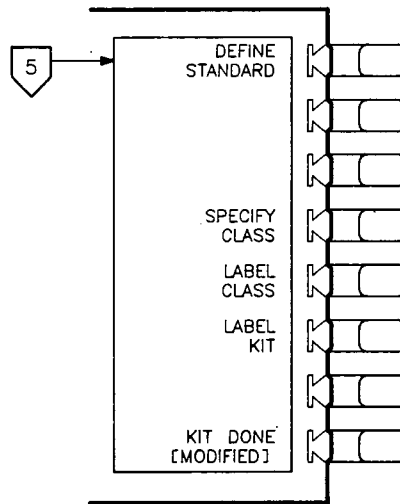 5
DEFINE
STANDARD
SPECIFY
CLASS
LABEL
CLASS
LABEL
KIT
KIT DONE
[MODIFIED]